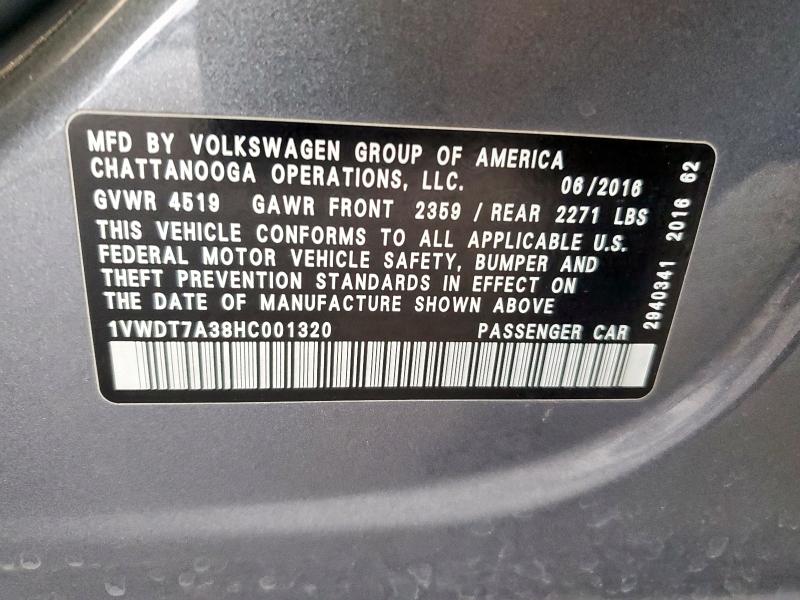 MFD BY VOLKSWAGEN GROUP OF AMERICA
CHATTANOOGA OPERATIONS, LLC. 06/2016
GVWR 4519 GAWR FRONT 2359 / REAR 2271 LBS
THIS VEHICLE CONFORMS TO ALL APPLICABLE U.S.
FEDERAL MOTOR VEHICLE SAFETY, BUMPER AND
THEFT PREVENTION STANDARDS IN EFFECT ON
THE DATE OF MANUFACTURE SHOWN ABOVE
1VWDT7A38HC001320 PASSENGER CAR
2940341 2016 62